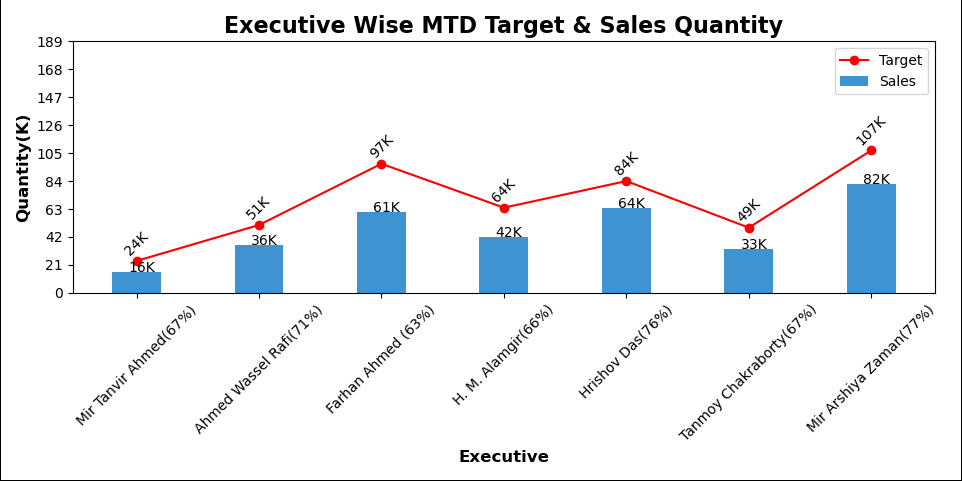 Executive Wise MTD Target & Sales Quantity
Quantity(K)
189
168
147
126
105
84
63
42
21
0
Target
Sales
24K
51K
97K
64K
84K
49K
107K
16K
36K
61K
42K
64K
33K
82K
Mir Tanvir Ahmed(67%)
Ahmed Wassel Rafi(71%)
Farhan Ahmed (63%)
H. M. Alamgir(66%)
Hrishov Das(76%)
Tanmoy Chakraborty(67%)
Mir Arshiya Zaman(77%)
Executive